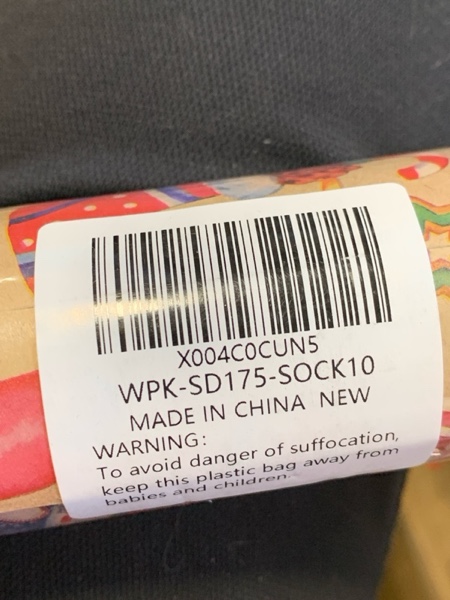 X004C0CUN5
WPK-SD175-SOCK10
MADE IN CHINA NEW
WARNING:
To avoid danger of suffocation,
keep this plastic bag away from
babies and children.